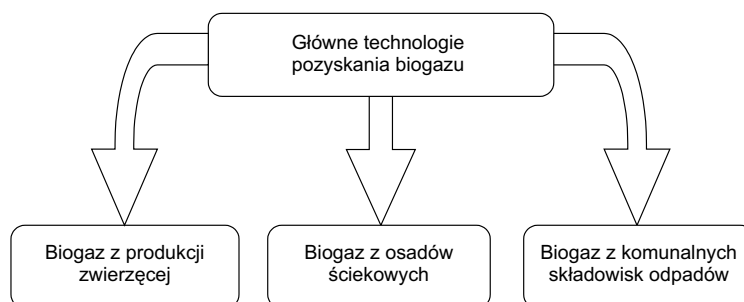 Główne technologie
pozyskania biogazu
Biogaz z produkcji
zwierzęcej
Biogaz z osadów
ściekowych
Biogaz z komunalnych
składowisk odpadów